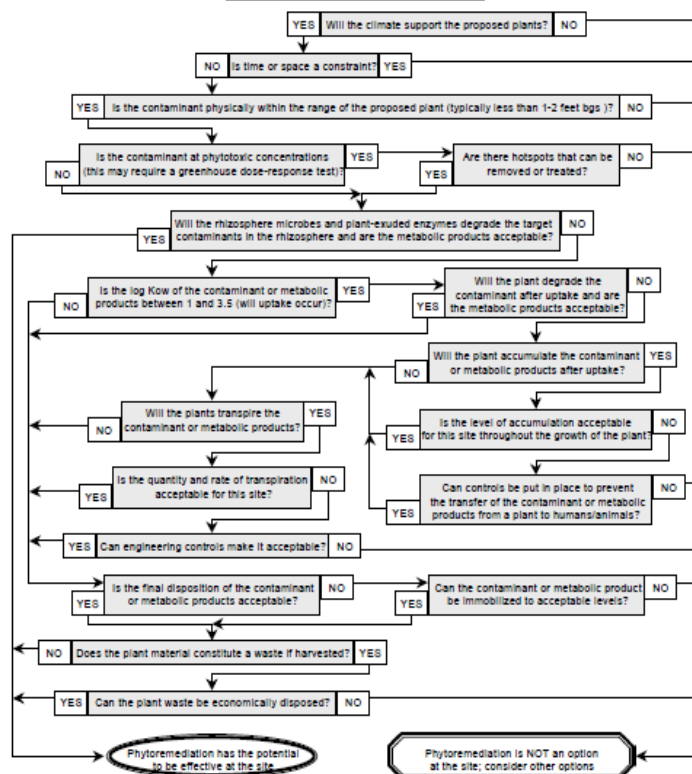 YES Will the climate support the proposed plants? NO
NO Is time or space a constraint? YES
YES Is the contaminant physically within the range of the proposed plant (typically less than 1-2 feet bgs )? NO
Is the contaminant at phytotoxic concentrations
(this may require a greenhouse dose-response test)?
YES
NO
Are there hotspots that can be
removed or treated?
NO
YES
Will the rhizosphere microbes and plant-exuded enzymes degrade the target
contaminants in the rhizosphere and are the metabolic products acceptable?
NO
YES
Is the log Kow of the contaminant or metabolic
products between 1 and 3.5 (will uptake occur)?
YES
NO
Will the plant degrade the
contaminant after uptake and are
the metabolic products acceptable?
NO
YES
Will the plant accumulate the contaminant
or metabolic products after uptake?
YES
NO
Will the plants transpire the
contaminant or metabolic products?
YES
NO
Is the level of accumulation acceptable
for this site throughout the growth of the plant?
NO
YES
Is the quantity and rate of transpiration
acceptable for this site?
NO
YES
Can controls be put in place to prevent
the transfer of the contaminant or metabolic
products from a plant to humans/animals?
NO
YES
YES Can engineering controls make it acceptable? NO
Is the final disposition of the contaminant
or metabolic products acceptable?
NO
YES
Can the contaminant or metabolic product
be immobilized to acceptable levels?
NO
YES
NO Does the plant material constitute a waste if harvested? YES
YES Can the plant waste be economically disposed? NO
Phytoremediation has the potential
to be effective at the site
Phytoremediation is NOT an option
at the site; consider other options